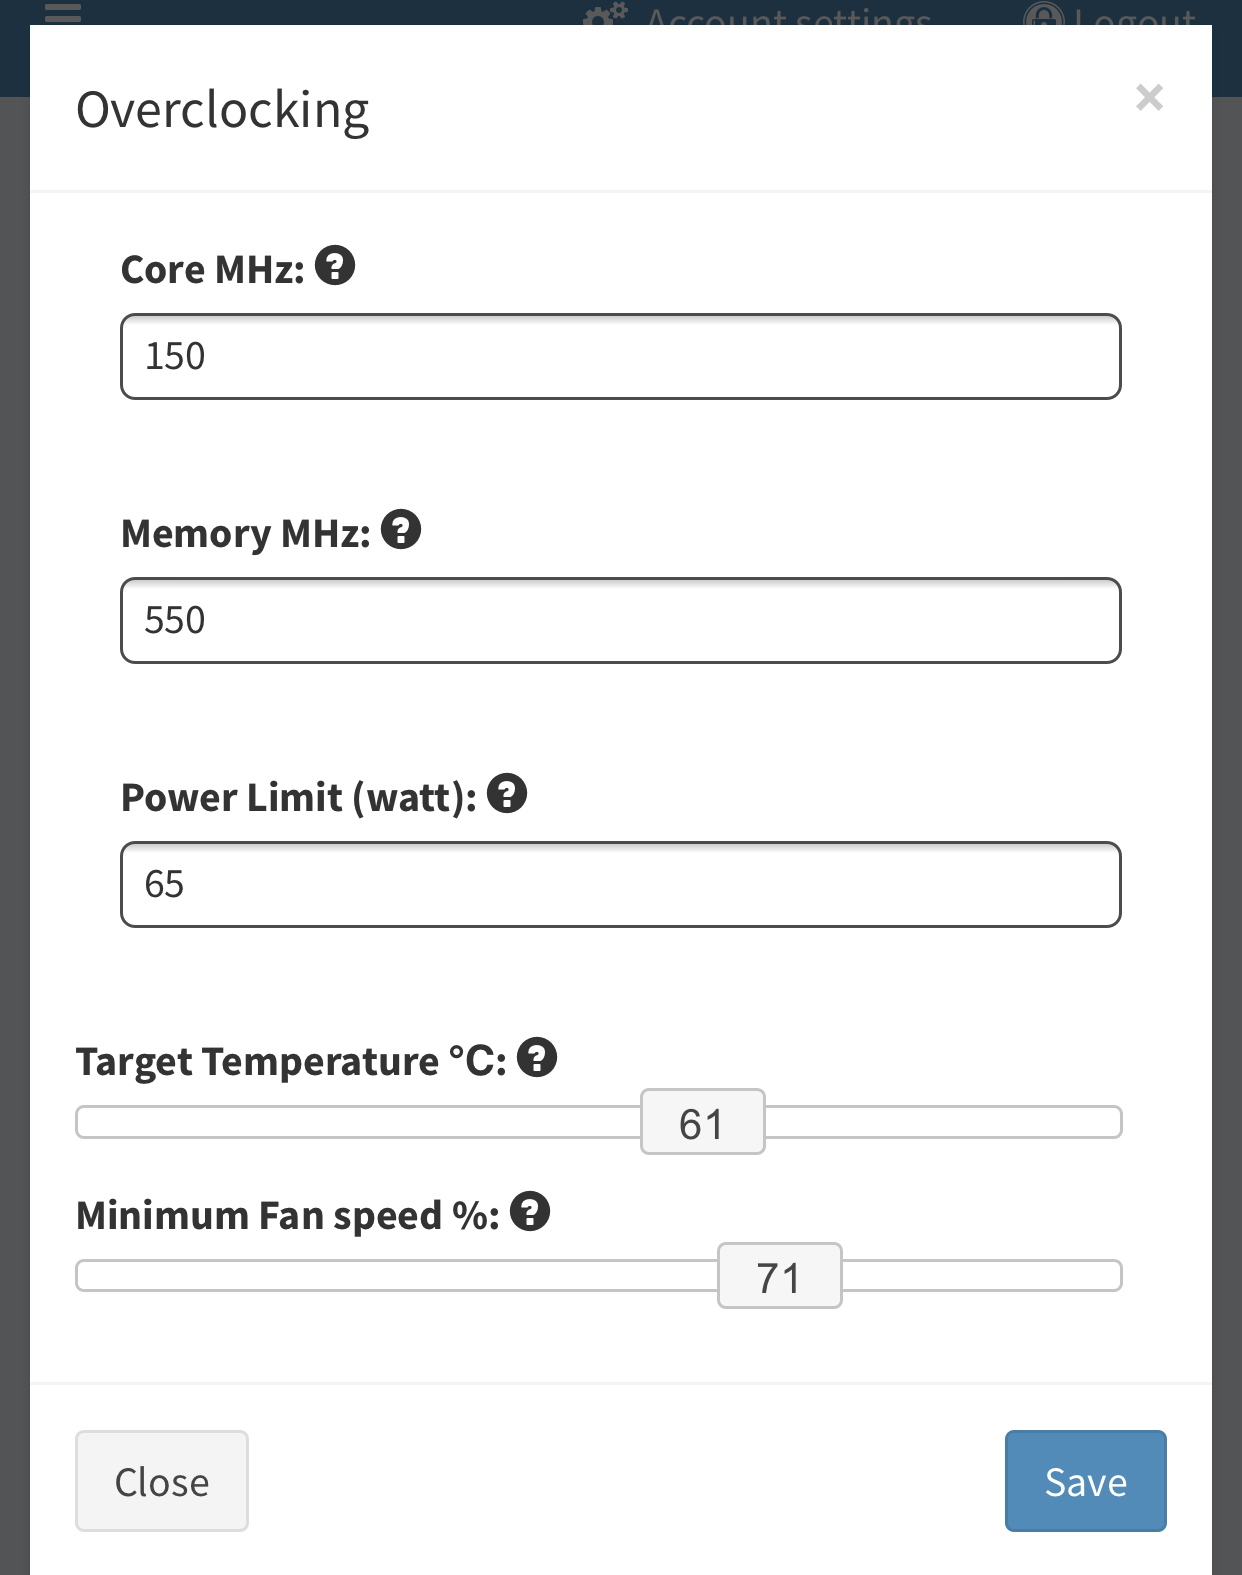 Account settings Logout
Overclocking ×
Core MHz: ?
150
Memory MHz: ?
550
Power Limit (watt): ?
65
Target Temperature °C: ?
61
Minimum Fan speed %: ?
71
Close Save